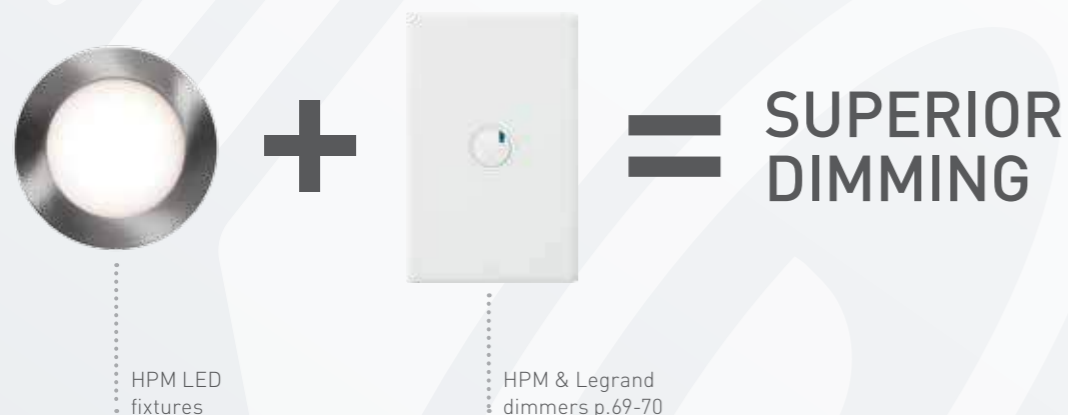 SUPERIOR
DIMMING
HPM LED
fixtures
HPM & Legrand
dimmers p.69-70